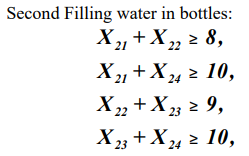 Second Filling water in bottles:
X₂₁ + X₂₂ ≥ 8,
X₂₁ + X₂₄ ≥ 10,
X₂₂ + X₂₃ ≥ 9,
X₂₃ + X₂₄ ≥ 10,